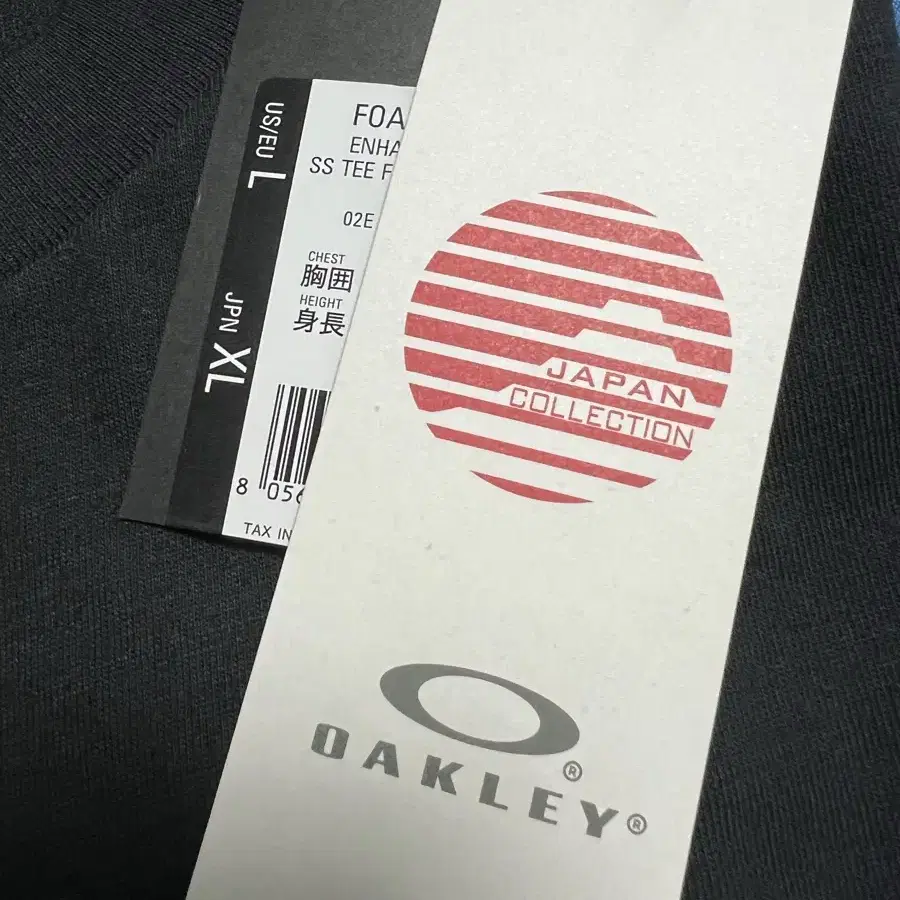 US/EU L
JPN XL
FOA
ENHA
SS TEE F
02E
CHEST
胸囲
HEIGHT
身長
8 056
TAX IN
JAPAN
COLLECTION
®
OAKLEY®